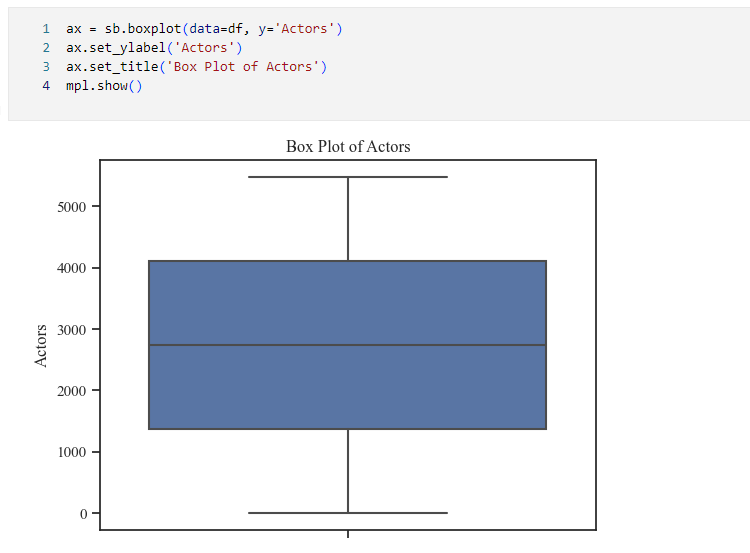 1 ax = sb.boxplot(data=df, y='Actors')
2 ax.set_ylabel('Actors')
3 ax.set_title('Box Plot of Actors')
4 mpl.show()
Box Plot of Actors
5000
4000
3000
2000
1000
0
Actors